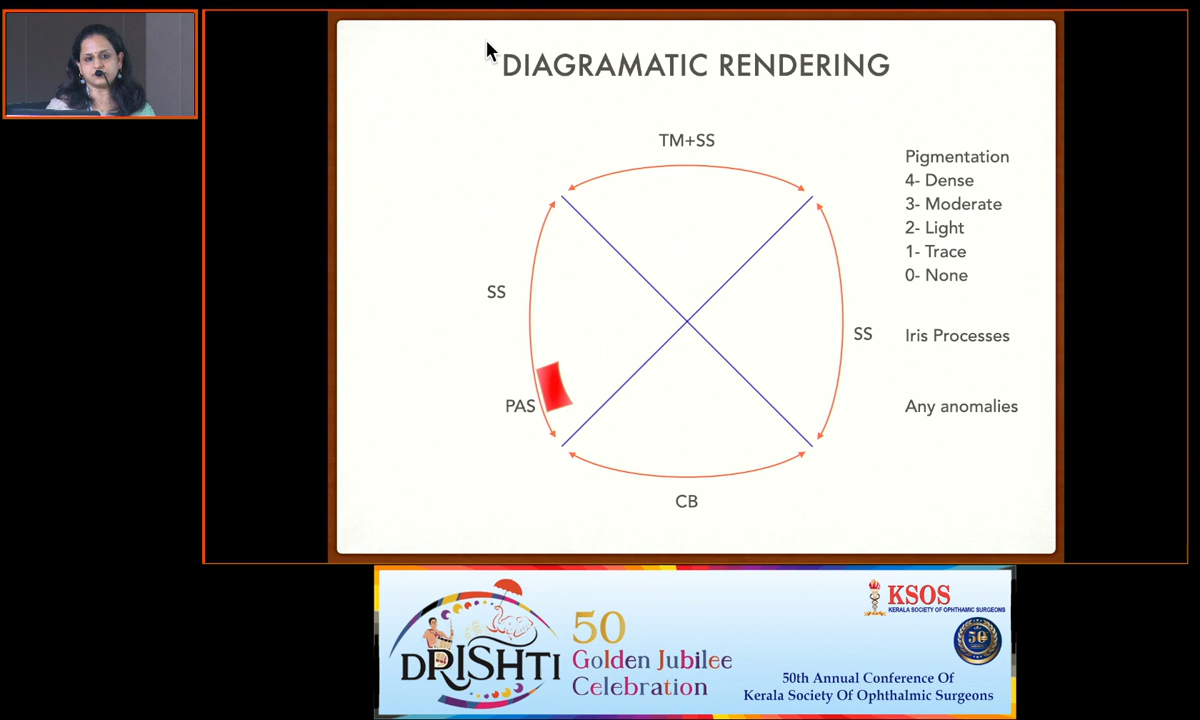 DIAGRAMATIC RENDERING
TM+SS
SS
PAS
SS
CB
Pigmentation
4- Dense
3- Moderate
2- Light
1- Trace
0- None
Iris Processes
Any anomalies
DRISHTI
50
Golden Jubilee
Celebration
KSOS
KERALA SOCIETY OF OPHTHAMIC SURGEONS
50
50th Annual Conference Of
Kerala Society Of Ophthalmic Surgeons